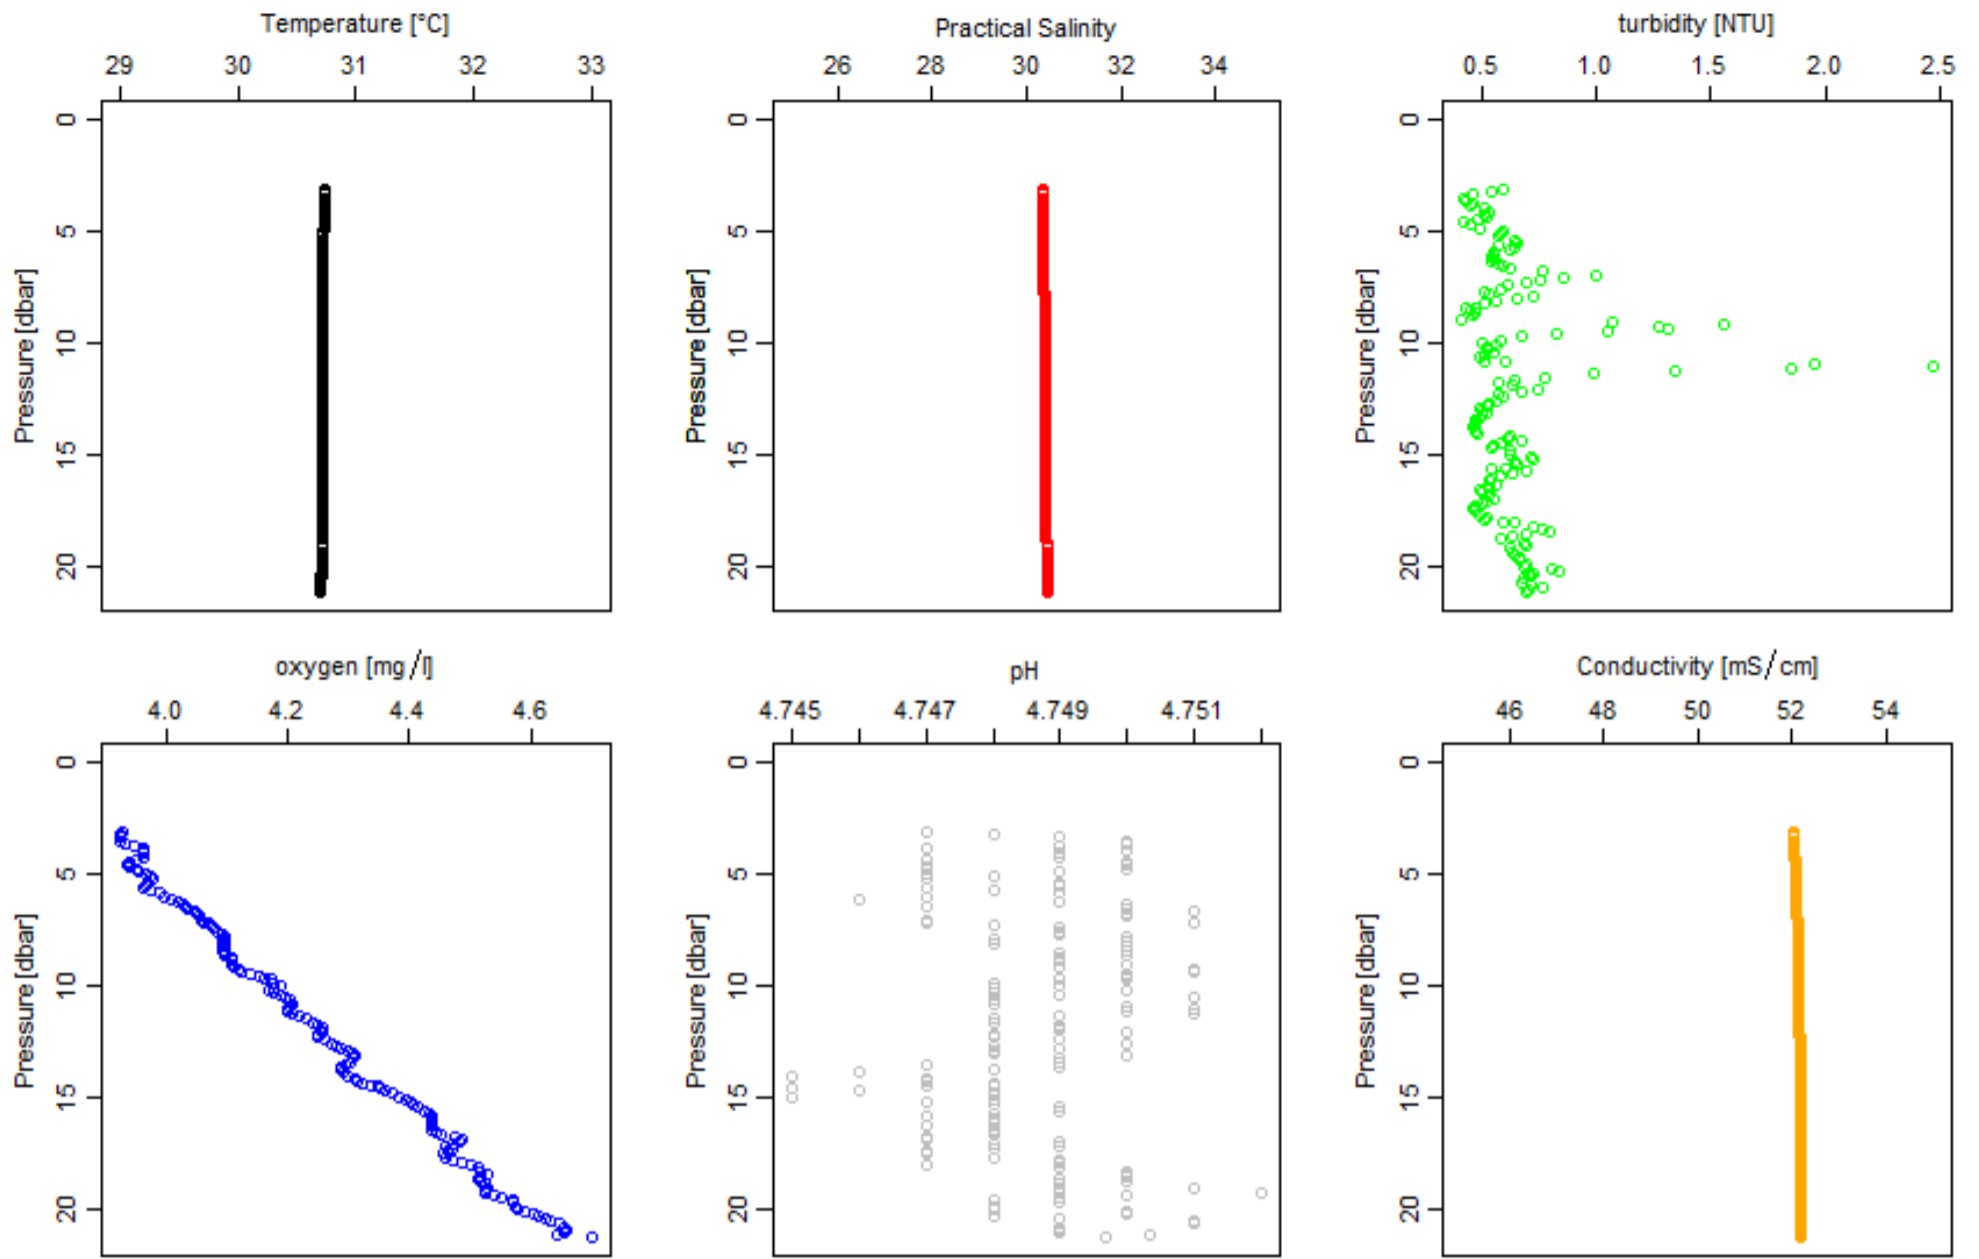 Temperature [°C]
29 30 31 32 33
0
5
10
15
20
Pressure [dbar]
Practical Salinity
26 28 30 32 34
0
5
10
15
20
Pressure [dbar]
turbidity [NTU]
0.5 1.0 1.5 2.0 2.5
0
5
10
15
20
Pressure [dbar]
oxygen [mg/l]
4.0 4.2 4.4 4.6
0
5
10
15
20
Pressure [dbar]
pH
4.745 4.747 4.749 4.751
0
5
10
15
20
Pressure [dbar]
Conductivity [mS/cm]
46 48 50 52 54
0
5
10
15
20
Pressure [dbar]